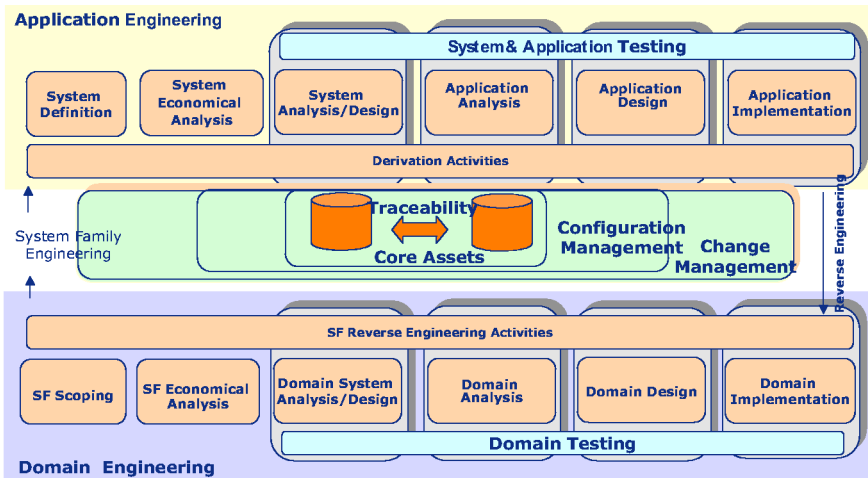 Application Engineering
System & Application Testing
System
Definition
System
Economical
Analysis
System
Analysis/Design
Application
Analysis
Application
Design
Application
Implementation
Derivation Activities
Traceability
Core Assets
Configuration
Management
Change
Management
System Family
Engineering
Reverse Engineering
SF Reverse Engineering Activities
SF Scoping
SF Economical
Analysis
Domain System
Analysis/Design
Domain
Analysis
Domain Design
Domain
Implementation
Domain Testing
Domain Engineering